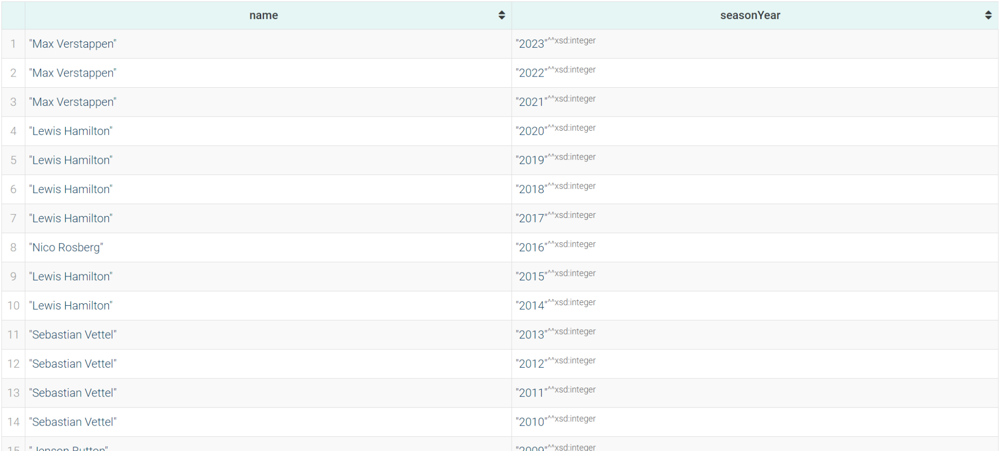 name seasonYear
1 "Max Verstappen" "2023"^^xsd:integer
2 "Max Verstappen" "2022"^^xsd:integer
3 "Max Verstappen" "2021"^^xsd:integer
4 "Lewis Hamilton" "2020"^^xsd:integer
5 "Lewis Hamilton" "2019"^^xsd:integer
6 "Lewis Hamilton" "2018"^^xsd:integer
7 "Lewis Hamilton" "2017"^^xsd:integer
8 "Nico Rosberg" "2016"^^xsd:integer
9 "Lewis Hamilton" "2015"^^xsd:integer
10 "Lewis Hamilton" "2014"^^xsd:integer
11 "Sebastian Vettel" "2013"^^xsd:integer
12 "Sebastian Vettel" "2012"^^xsd:integer
13 "Sebastian Vettel" "2011"^^xsd:integer
14 "Sebastian Vettel" "2010"^^xsd:integer
15 "Jenson Button" "2009"^^xsd:integer